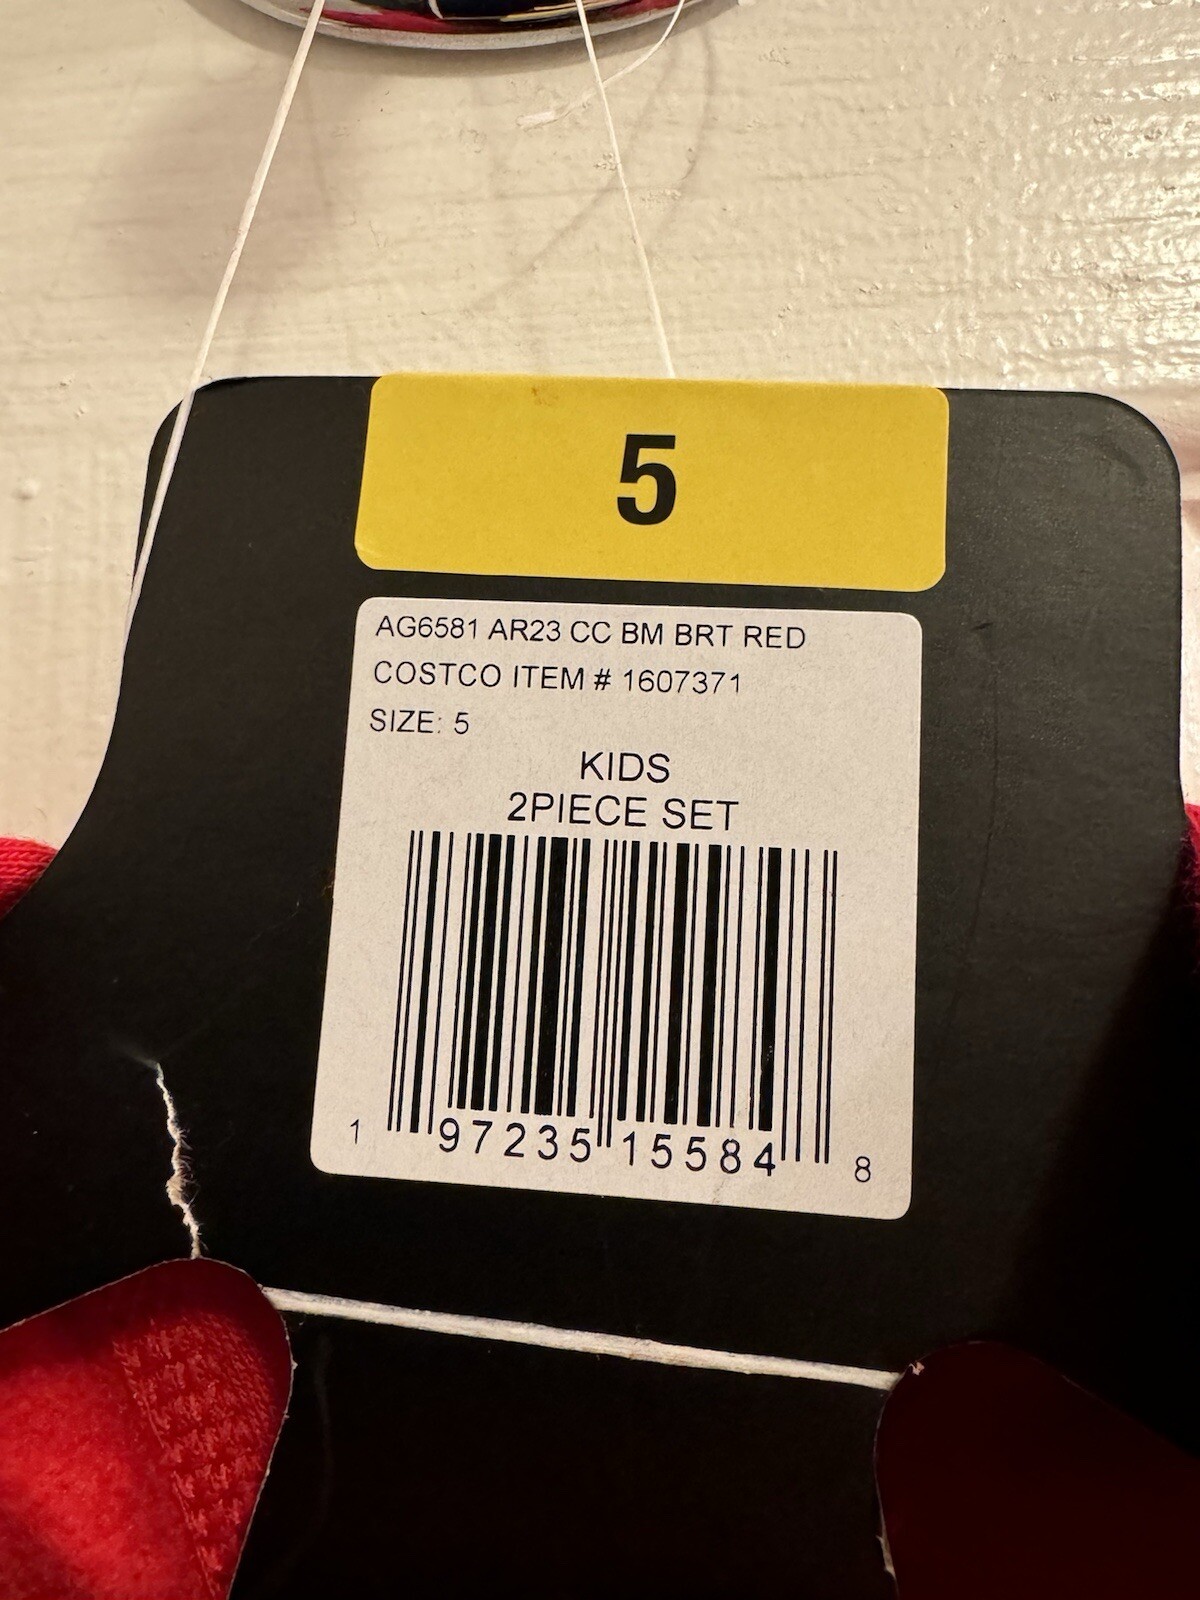 5
AG6581 AR23 CC BM BRT RED
COSTCO ITEM # 1607371
SIZE: 5
KIDS
2PIECE SET
1 97235 15584 8